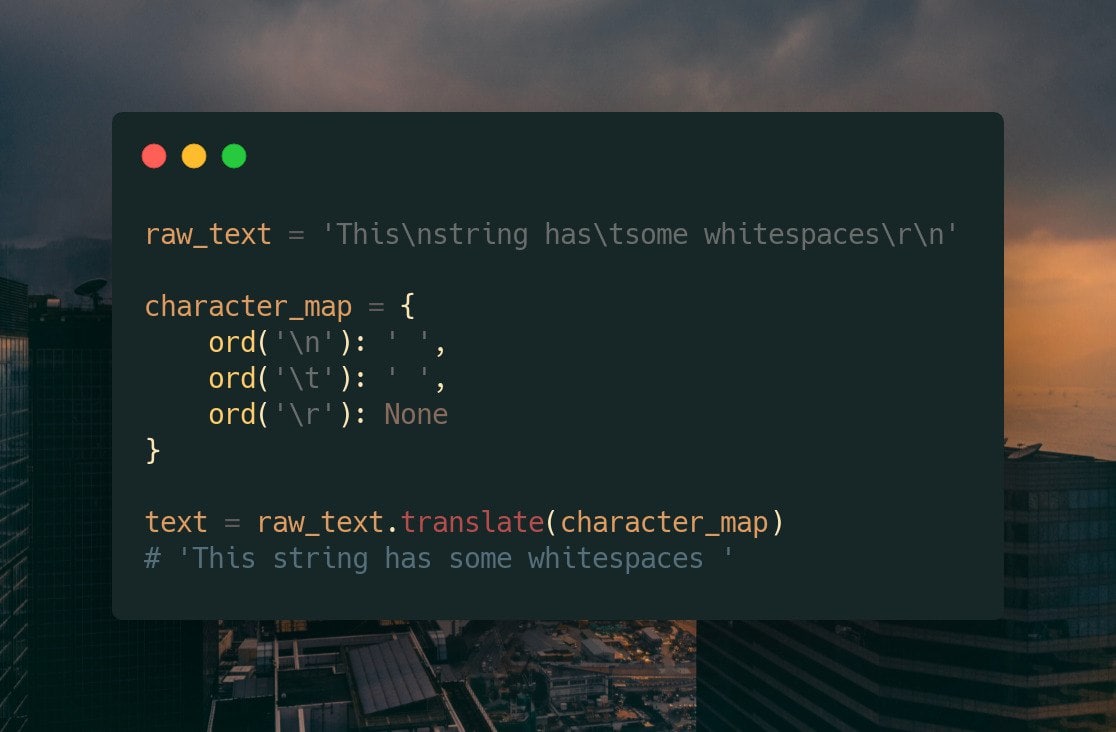 raw_text = 'This\nstring has\tsome whitespaces\r\n'
character_map = {
    ord('\n'): ' ',
    ord('\t'): ' ',
    ord('\r'): None
}
text = raw_text.translate(character_map)
# 'This string has some whitespaces '